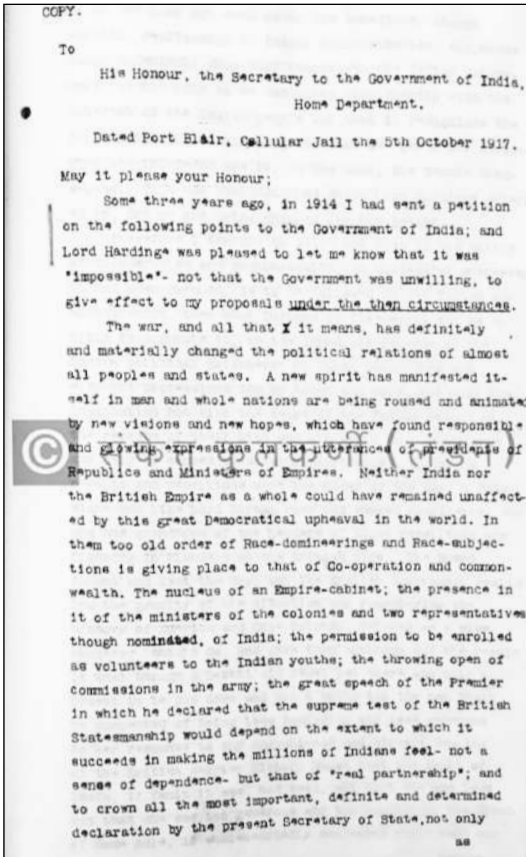 COPY.
To
His Honour, the Secretary to the Government of India,
Home Department.
Dated Port Blair, Cellular Jail the 5th October 1917.
May it please your Honour;
Some three years ago, in 1914 I had sent a petition
on the following points to the Government of India; and
Lord Hardinge was pleased to let me know that it was
"impossible"- not that the Government was unwilling, to
give effect to my proposals under the then circumstances.
The war, and all that it means, has definitely
and materially changed the political relations of almost
all peoples and states. A new spirit has manifested it-
self in man and whole nations are being roused and animated
by new visions and new hopes, which have found responsible
and glowing expressions in the utterances of presidents of
© संकेत कुलकर्णी (लंडन)
Republics and Ministers of Empires. Neither India nor
the British Empire as a whole could have remained unaffect-
ed by this great Democratical upheaval in the world. In
them too old order of Race-domineerings and Race-subjec-
tions is giving place to that of Co-operation and common-
wealth. The nucleus of an Empire-cabinet; the presence in
it of the ministers of the colonies and two representatives
though nominated, of India; the permission to be enrolled
as volunteers to the Indian youths; the throwing open of
commissions in the army; the great speech of the Premier
in which he declared that the supreme test of the British
Statesmanship would depend on the extent to which it
succeeds in making the millions of Indians feel- not a
sense of dependence- but that of "real partnership"; and
to crown all the most important, definite and determined
declaration by the present Secretary of State,not only
as